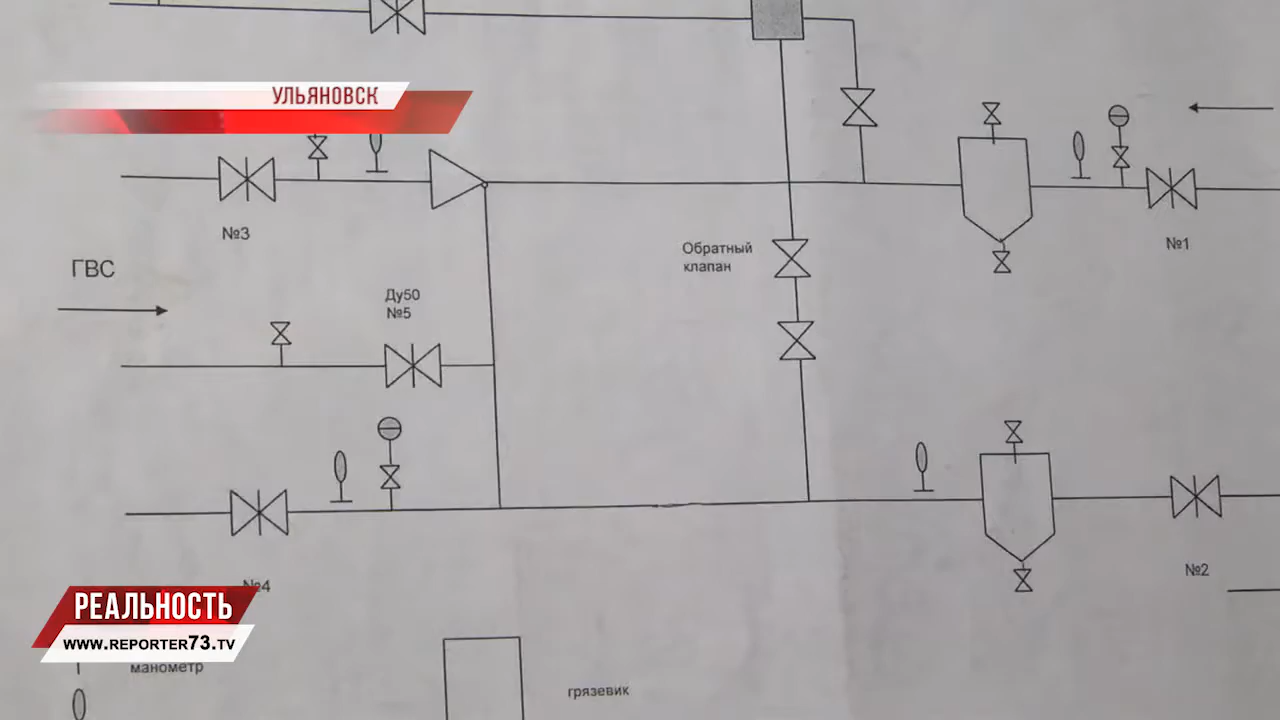 УЛЬЯНОВСК
№3
Обратный
клапан
№1
ГВС
Ду50
№5
№4
№2
РЕАЛЬНОСТЬ
WWW.REPORTER73.TV
манометр
грязевик